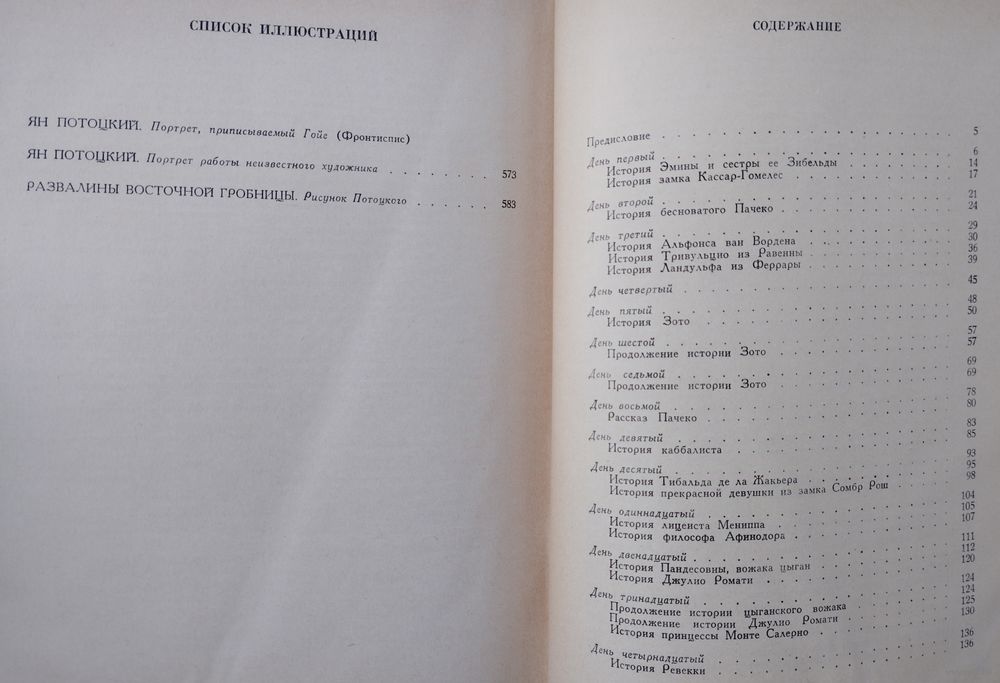 СПИСОК ИЛЛЮСТРАЦИЙ
ЯН ПОТОЦКИЙ. Портрет, приписываемый Гойе (Фронтиспис)
ЯН ПОТОЦКИЙ. Портрет работы неизвестного художника . . . . . . . . 573
РАЗВАЛИНЫ ВОСТОЧНОЙ ГРОБНИЦЫ. Рисунок Потоцкого . . . . . . 583
СОДЕРЖАНИЕ
Предисловие 5
День первый 6
История Эмины и сестры ее Зибельды 14
История замка Кассар-Гомелес 17
День второй 21
История бесноватого Пачеко 24
День третий 29
История Альфонса ван Вордена 30
История Тривульцио из Равенны 36
История Ландульфа из Феррары 39
День четвертый 45
День пятый 48
История Зото 50
День шестой 57
Продолжение истории Зото 57
День седьмой 69
Продолжение истории Зото 69
День восьмой 78
Рассказ Пачеко 80
День девятый 83
История каббалиста 85
День десятый 93
История Тибальда де ла Жакьера 95
История прекрасной девушки из замка Сомбр Рош 98
День одиннадцатый 104
История лицеиста Мениппа 105
История философа Афинодора 107
День двенадцатый 111
История Пандесовны, вожака цыган 112
История Джулио Ромати 120
День тринадцатый 124
Продолжение истории цыганского вожака 124
Продолжение истории Джулио Ромати 125
История принцессы Монте Салерно 130
День четырнадцатый 136
История Ревекки 136